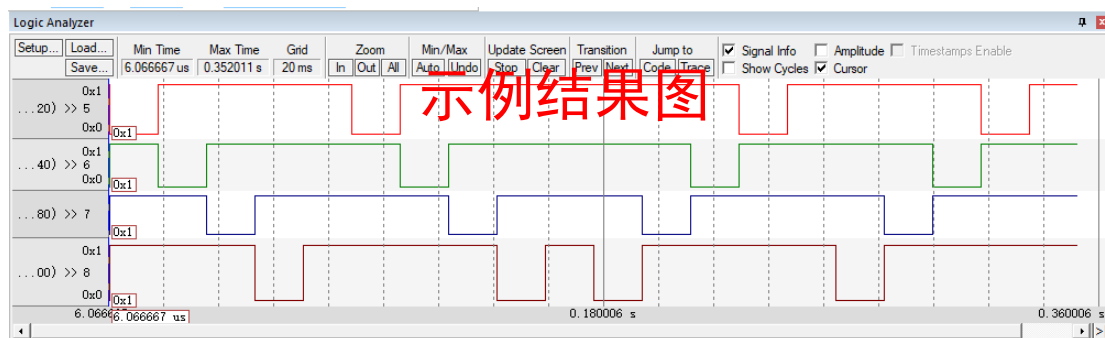 Logic Analyzer
Setup... Load... Min Time Max Time Grid Zoom Min/Max Update Screen Transition Jump to Signal Info Amplitude Timestamps Enable
Save... 6.066667 us 0.352011 s 20 ms In Out All Auto Undo Stop Clear Prev Next Code Trace Show Cycles Cursor
示例结果图
0x1
...20) >> 5
0x0 0x1
0x1
...40) >> 6
0x0 0x1
...80) >> 7
0x1
0x1
...00) >> 8
0x0 0x1
6.066667 us 0.180006 s 0.360006 s